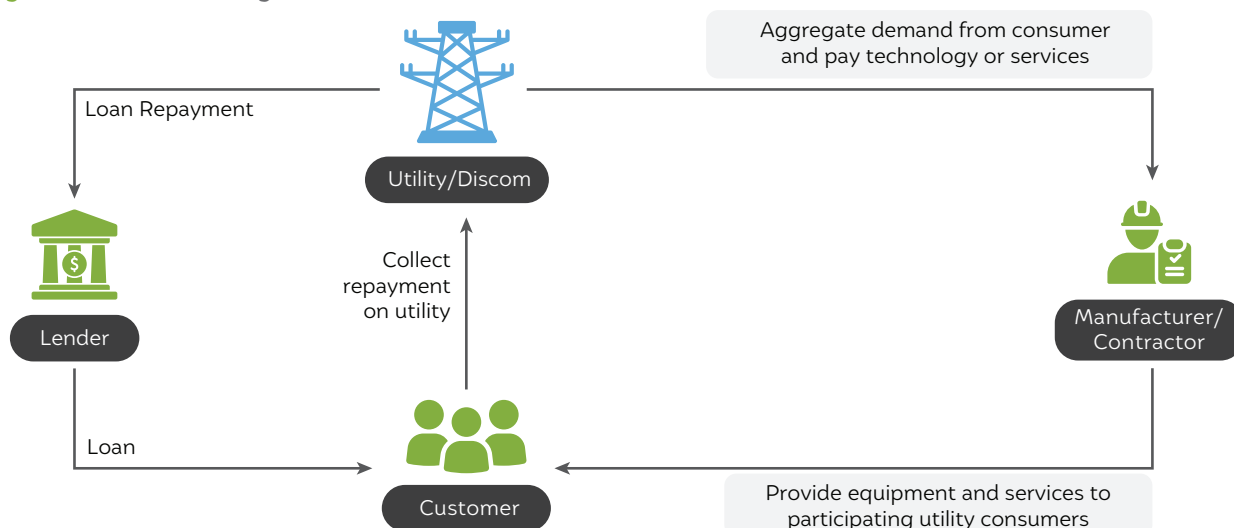 Aggregate demand from consumer
and pay technology or services
Loan Repayment
Utility/Discom
Collect
repayment
on utility
$
Lender
Manufacturer/
Contractor
Loan
Customer
Provide equipment and services to
participating utility consumers